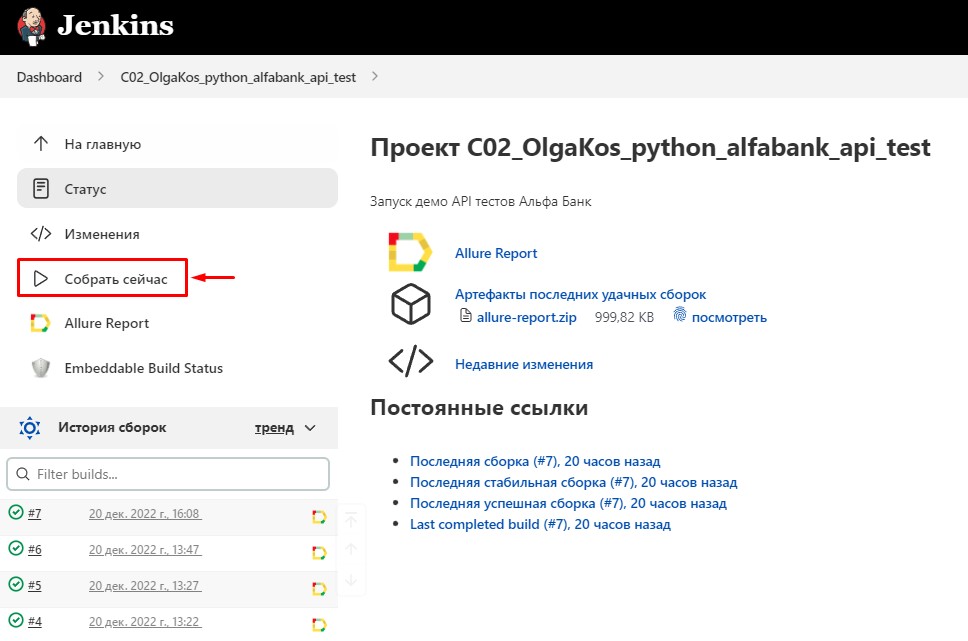 Jenkins
Dashboard
C02_OlgaKos_python_alfabank_api_test
На главную
Статус
Изменения
Собрать сейчас
Allure Report
Embeddable Build Status
История сборок
тренд
Filter builds...
#7 20 дек. 2022 г., 16:08
#6 20 дек. 2022 г., 13:47
#5 20 дек. 2022 г., 13:27
#4 20 дек. 2022 г., 13:22
Проект C02_OlgaKos_python_alfabank_api_test
Запуск демо API тестов Альфа Банк
Allure Report
Артефакты последних удачных сборок
allure-report.zip 999,82 KB посмотреть
Недавние изменения
Постоянные ссылки
Последняя сборка (#7), 20 часов назад
Последняя стабильная сборка (#7), 20 часов назад
Последняя успешная сборка (#7), 20 часов назад
Last completed build (#7), 20 часов назад